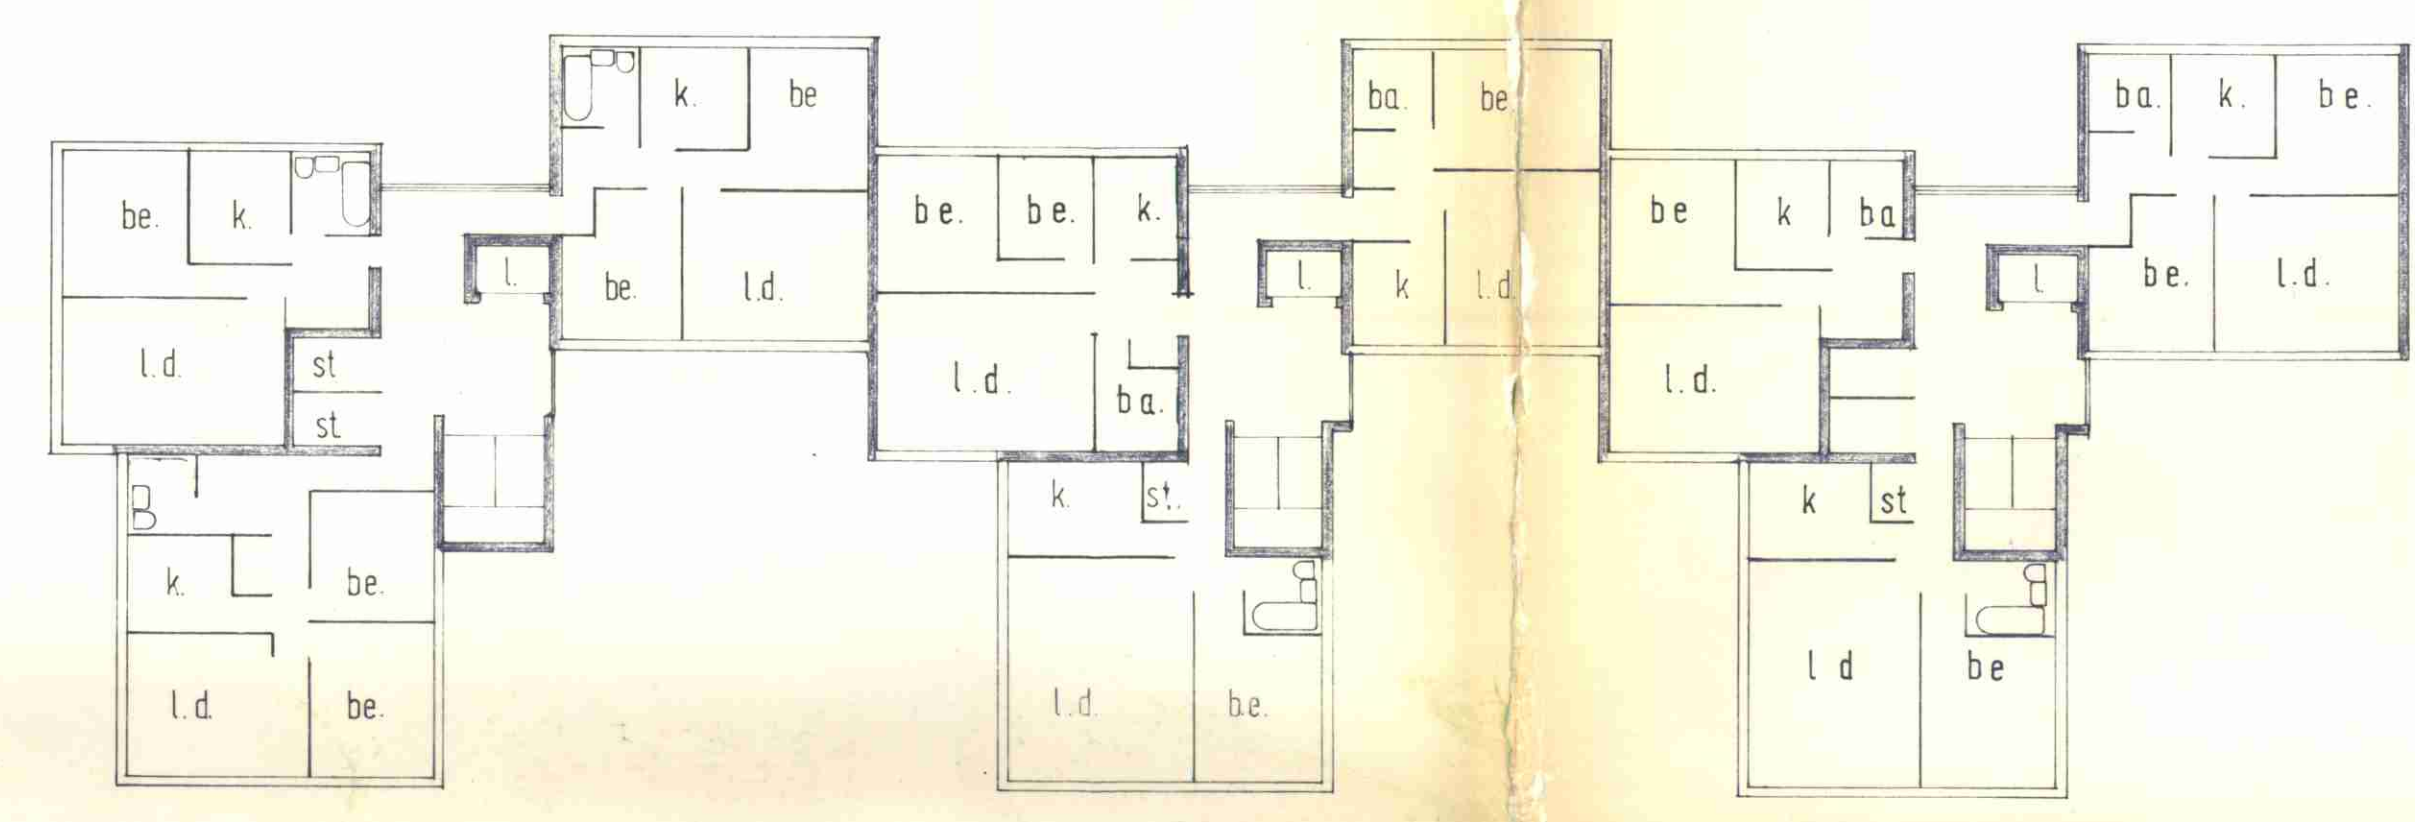 k. be
be. k.
l.
be. l.d.
l.d.
st
st
k.
be.
l.d.
be.
be. be. k.
l.d.
ba.
k. st.
l.d. be.
ba. be
l.
k l.d.
be k ba
l.d.
k st
l d be
ba. k. be.
l
be. l.d.